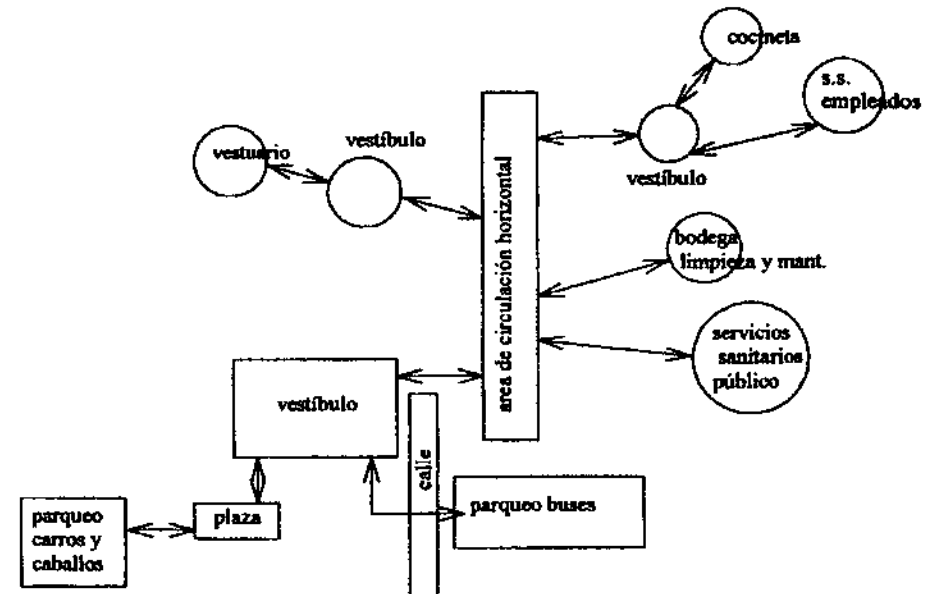 cocineta
s.s.
empleados
vestíbulo
vestuario
vestíbulo
area de circulación horizontal
bodega
limpieza y mant.
servicios
sanitarios
público
vestíbulo
calle
parqueo buses
plaza
parqueo
carros y
caballos